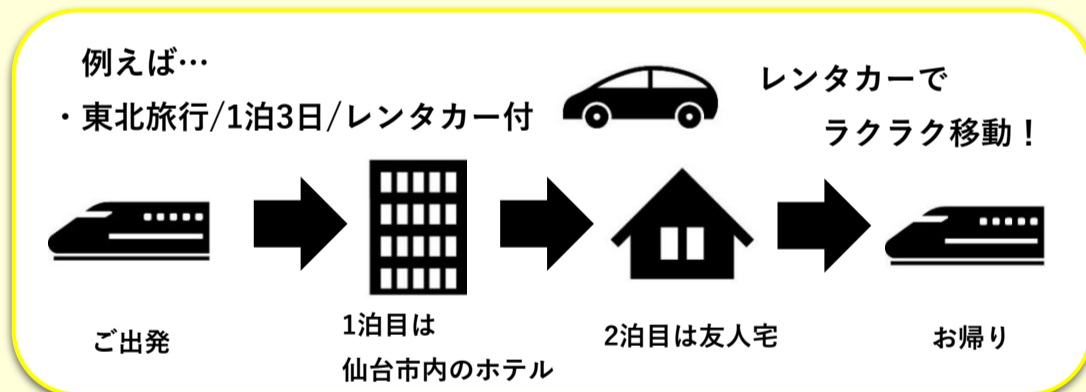 例えば…
・東北旅行/1泊3日/レンタカー付
レンタカーで
ラクラク移動！
ご出発
1泊目は
仙台市内のホテル
2泊目は友人宅
お帰り